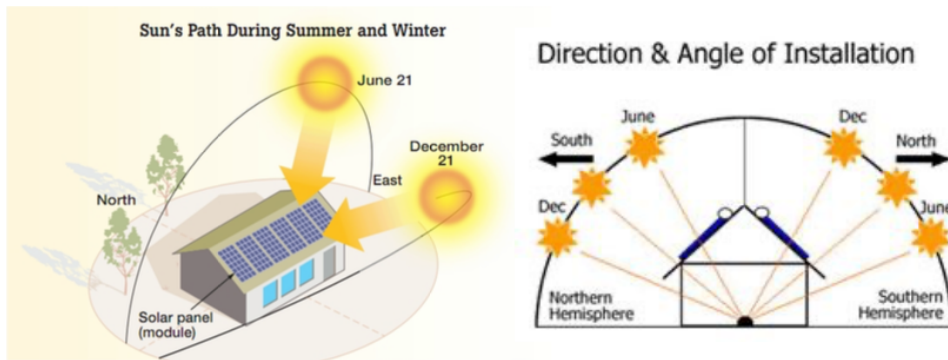 Sun's Path During Summer and Winter
June 21
December
21
East
North
Solar panel
(module)
Direction & Angle of Installation
June
Dec
South
North
Dec
June
Northern
Hemisphere
Southern
Hemisphere